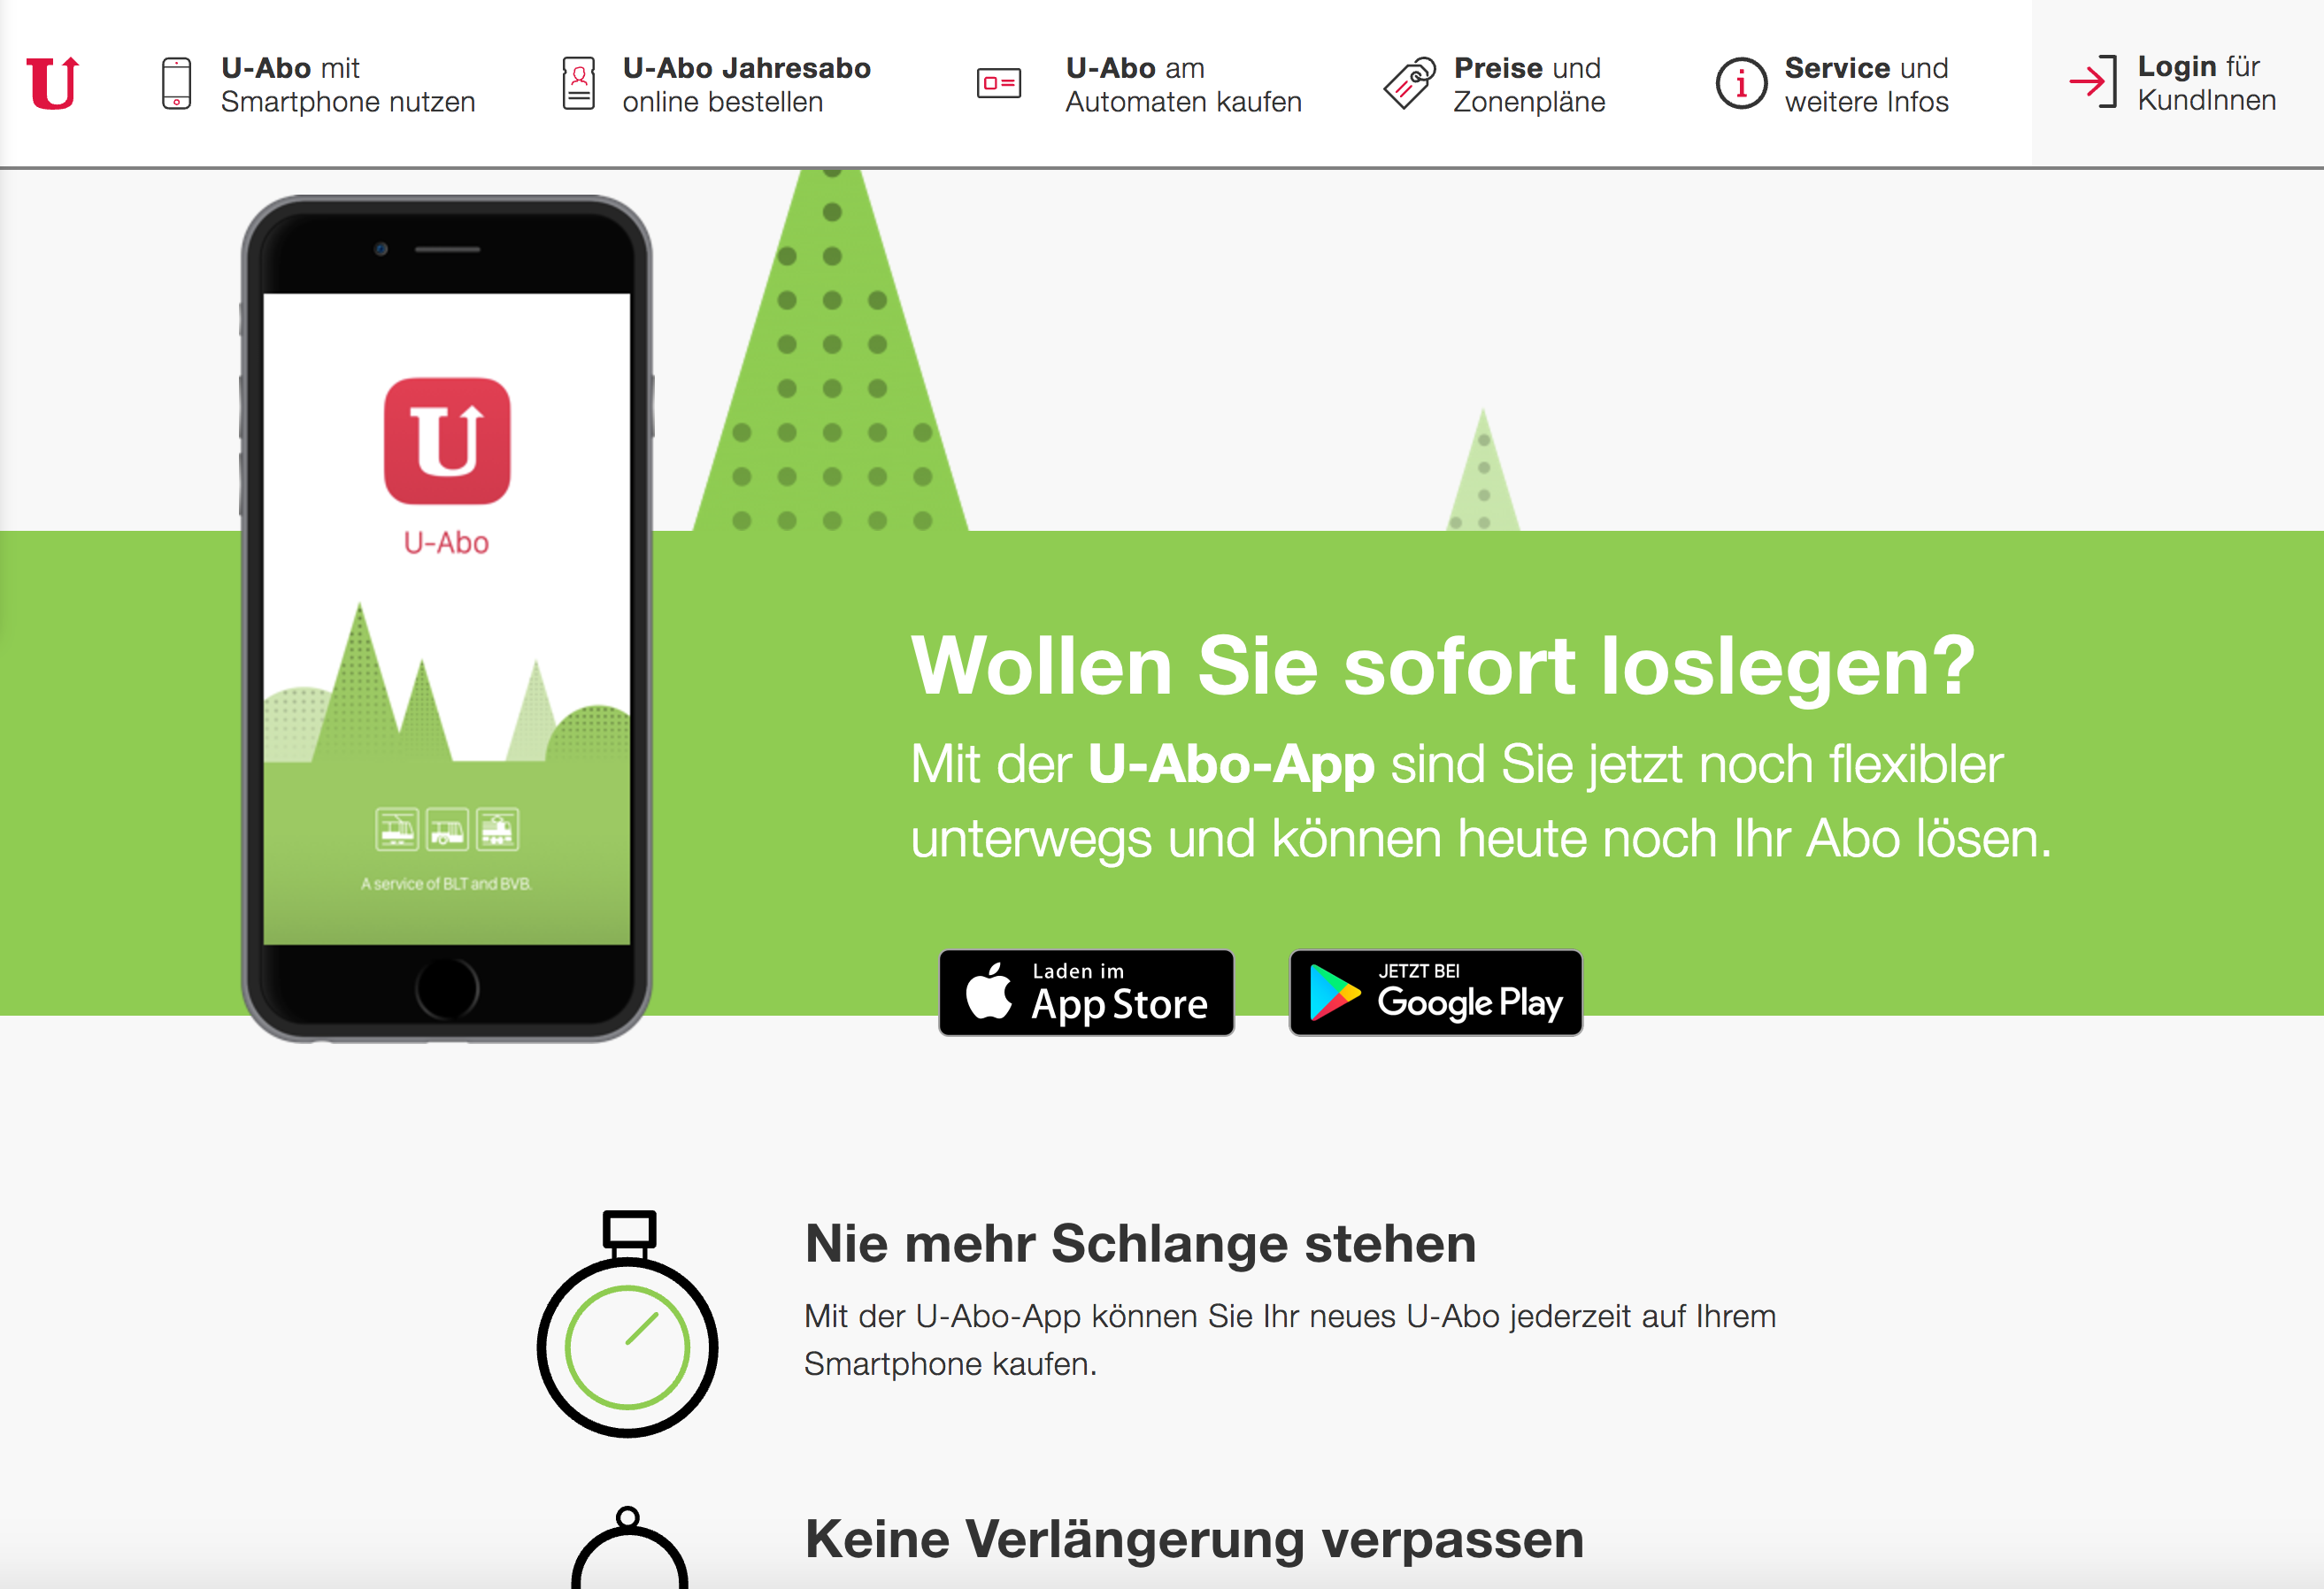 U
U-Abo mit
Smartphone nutzen
U-Abo Jahresabo
online bestellen
U-Abo am
Automaten kaufen
Preise und
Zonenpläne
i
Service und
weitere Infos
Login für
KundInnen
U
U-Abo
A service of BLT and BVB.
Wollen Sie sofort loslegen?
Mit der U-Abo-App sind Sie jetzt noch flexibler
unterwegs und können heute noch Ihr Abo lösen.
Laden im
App Store
JETZT BEI
Google Play
Nie mehr Schlange stehen
Mit der U-Abo-App können Sie Ihr neues U-Abo jederzeit auf Ihrem
Smartphone kaufen.
Keine Verlängerung verpassen